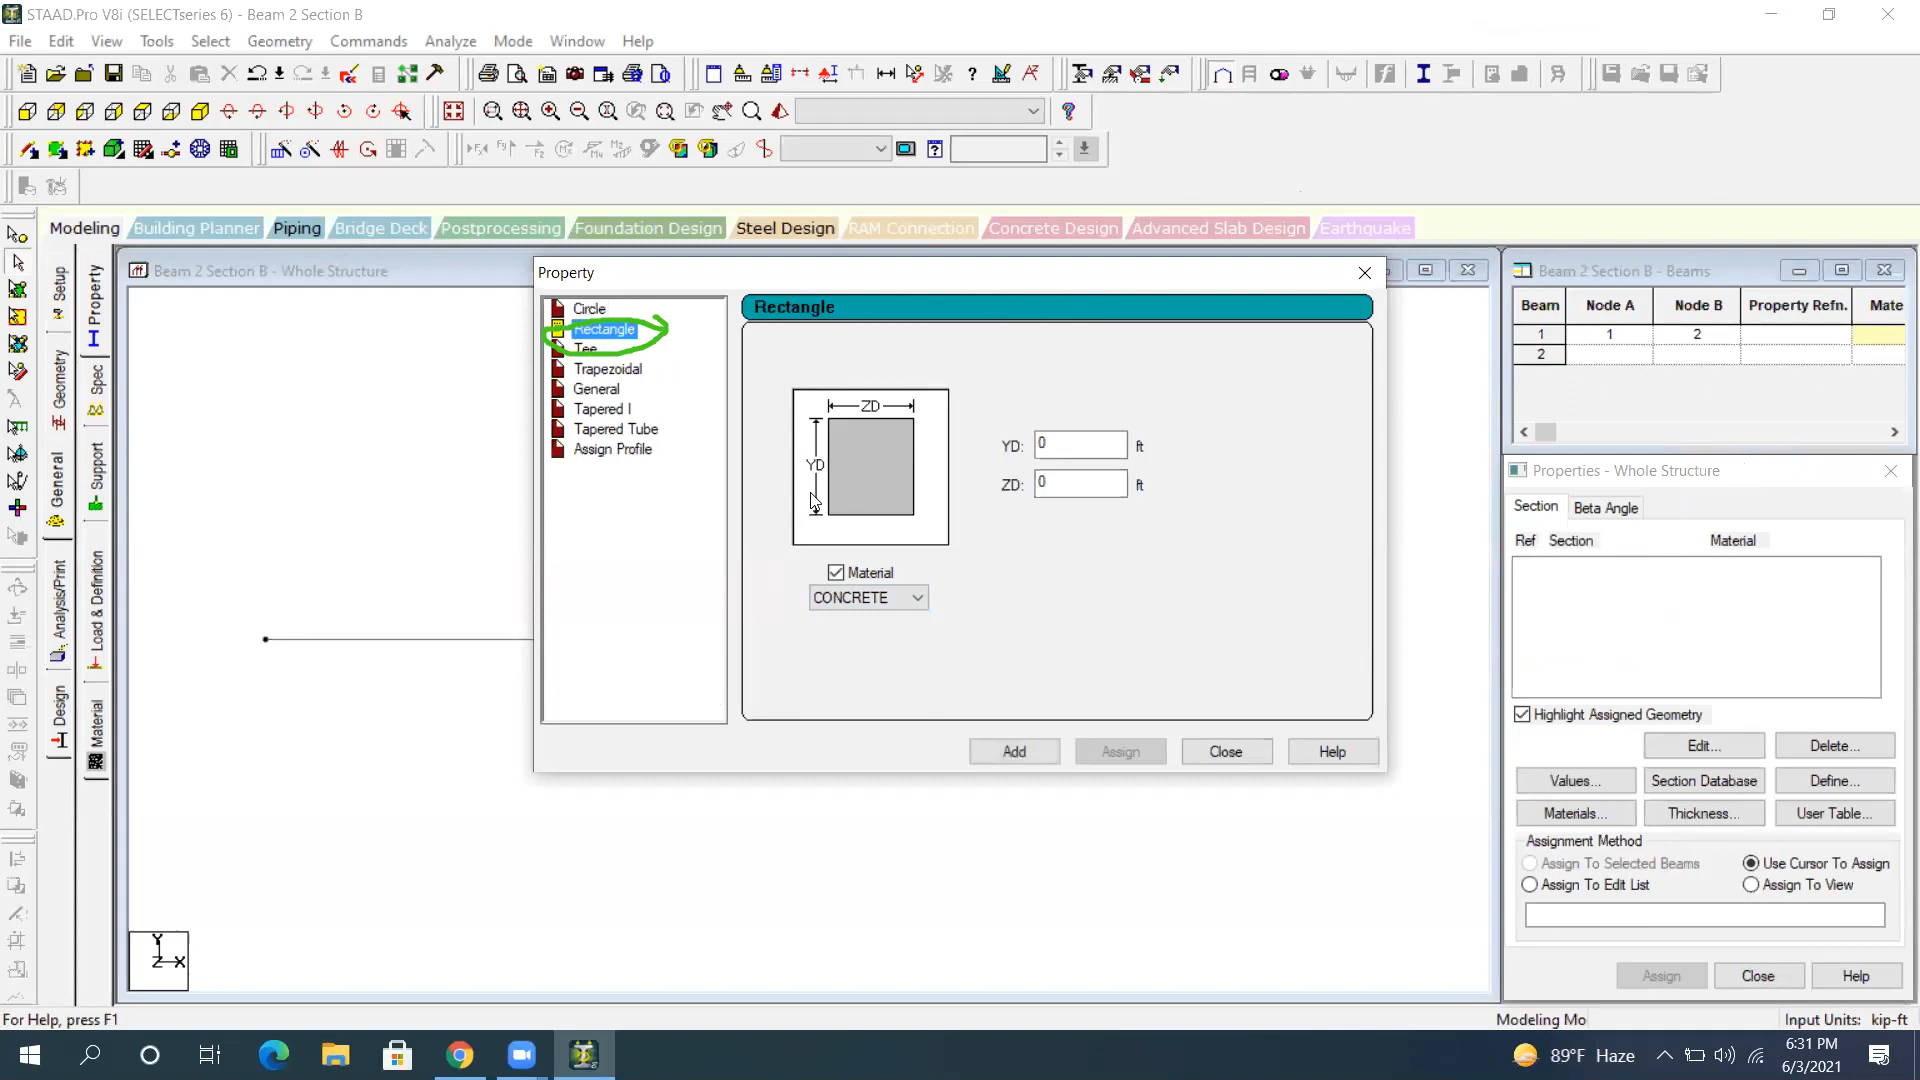 STAAD.Pro V8i (SELECTseries 6) - Beam 2 Section B
File Edit View Tools Select Geometry Commands Analyze Mode Window Help
Modeling Building Planner Piping Bridge Deck Postprocessing Foundation Design Steel Design RAM Connection Concrete Design Advanced Slab Design Earthquake
Setup
Geometry
General
Analysis/Print
Design
Property
Spec
Support
Load & Definition
Material
Beam 2 Section B - Whole Structure
Property
Circle
Rectangle
Tee
Trapezoidal
General
Tapered I
Tapered Tube
Assign Profile
Rectangle
ZD
YD
YD: 0 ft
ZD: 0 ft
Material
CONCRETE
Add Assign Close Help
Y
Z X
Beam 2 Section B - Beams
Beam Node A Node B Property Refn. Mate
1 1 2
2
Properties - Whole Structure
Section Beta Angle
Ref Section Material
Highlight Assigned Geometry
Edit... Delete...
Values... Section Database Define...
Materials... Thickness... User Table...
Assignment Method
Assign To Selected Beams Use Cursor To Assign
Assign To Edit List Assign To View
Assign Close Help
For Help, press F1
Modeling Mo Input Units: kip-ft
89°F Haze
6:31 PM
6/3/2021